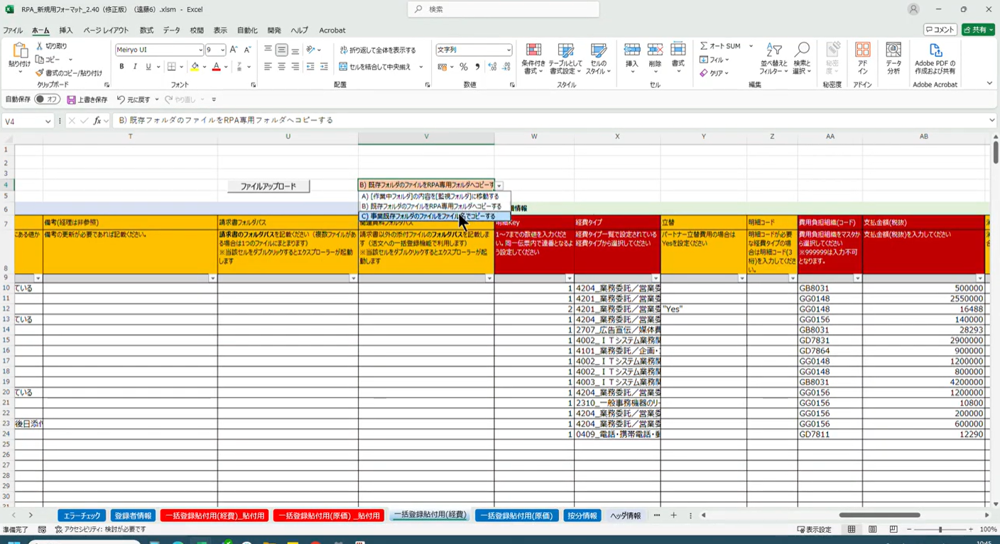 RPA_新規用フォーマット_2.40（修正版）（遠藤6）.xlsm - Excel
検索
ファイル ホーム 挿入 ページ レイアウト 数式 データ 校閲 表示 自動化 開発 ヘルプ Acrobat
コメント 共有
貼り付け
切り取り
コピー
書式のコピー/貼り付け
クリップボード
Meiryo UI 9
B I U
フォント
折り返して全体を表示する
セルを結合して中央揃え
配置
文字列
数値
条件付き書式
テーブルとして書式設定
セルのスタイル
スタイル
挿入 削除 書式
セル
オート SUM
フィル
クリア
並べ替えとフィルター
検索と選択
編集
秘密度
秘密度
アドイン
アドイン
データ分析
Adobe PDF の作成および共有
Adobe Acrobat
自動保存 オフ 上書き保存 元に戻す やり直し
V4 fx B) 既存フォルダのファイルをRPA専用フォルダへコピーする
T U V W X Y Z AA AB
1
2
3
4 ファイルアップロード B) 既存フォルダのファイルをRPA専用フォルダへコピーす
5 A) [作業中フォルダ]の内容を[監視フォルダ]に移動する
B) 既存フォルダのファイルをRPA専用フォルダへコピーする
6 C) 事業既存フォルダのファイルをファイル名でコピーする 情報
7 備考(経理は非参照) 請求書フォルダパス 関連資料フォルダパス 明細Key 経費タイプ 立替 明細コード 費用負担組織(コード) 支払金額(税抜)
8 にある値か 備考の更新が必要であれば記載ください。
請求書のフォルダパスを記載ください（複数ファイルがある場合は1つのファイルにまとまります）
※当該セルをダブルクリックするとエクスプローラーが起動します
請求書以外の添付ファイルのフォルダパスを記載します（活文への一括登録機能で利用します）
※当該セルをダブルクリックするとエクスプローラーが起動します
1～7までの数値を入力ください。同一伝票内で連番となるよう設定してください
経費タイプ一覧で設定されている経費タイプから選択してください
パートナー立替費用の場合はYesを設定ください
明細コードが必要な経費タイプの場合は明細コード(3桁)を入力してください。
費用負担組織をマスタから選択してください
※999999は入力不可となります。
支払金額(税抜)を入力してください
9
10 ている 1 4204_業務委託／営業委 GB8031 500000
11 1 4201_業務委託／営業委 GG0148 2550000
12 2 4201_業務委託／営業委 "Yes" GG0148 16488
13 ている 1 4204_業務委託／営業委 GG0156 140000
14 1 2707_広告宣伝／媒体費 GB8031 28293
15 1 4002_ＩＴシステム業務関 GD7831 2900000
16 1 4101_業務委託／企画・ GD7864 900000
17 1 4002_ＩＴシステム業務関 GG0148 1200000
18 1 4002_ＩＴシステム業務関 GG0148 800000
19 1 4003_ＩＴシステム業務関 GB8031 4200000
20 ている 1 4204_業務委託／営業委 GG0156 1200000
21 1 2310_一般事務機器のリー GG0156 10800
22 1 4204_業務委託／営業委 GG0156 200000
23 後日添付 1 4204_業務委託／営業委 GG0156 600000
24 1 0409_電話・携帯電話・ GD7811 12290
25
26
27
28
29
30
エラーチェック 登録者情報 一括登録貼付用(経費)_貼付用 一括登録貼付用(原価)_貼付用 一括登録貼付用(経費) 一括登録貼付用(原価) 按分情報 ヘッダ情報
準備完了 アクセシビリティ: 検討が必要です 表示設定 100%
10:45